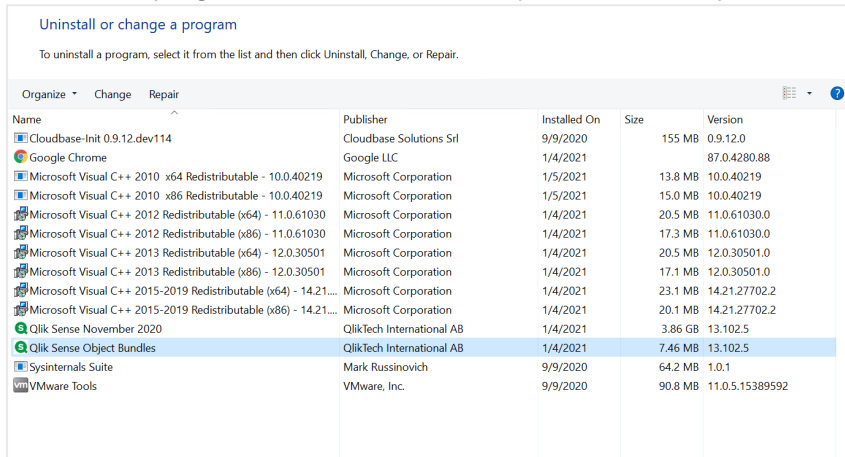 Uninstall or change a program
To uninstall a program, select it from the list and then click Uninstall, Change, or Repair.
Organize Change Repair ?
Name Publisher Installed On Size Version
Cloudbase-Init 0.9.12.dev114 Cloudbase Solutions Srl 9/9/2020 155 MB 0.9.12.0
Google Chrome Google LLC 1/4/2021 87.0.4280.88
Microsoft Visual C++ 2010 x64 Redistributable - 10.0.40219 Microsoft Corporation 1/5/2021 13.8 MB 10.0.40219
Microsoft Visual C++ 2010 x86 Redistributable - 10.0.40219 Microsoft Corporation 1/5/2021 15.0 MB 10.0.40219
Microsoft Visual C++ 2012 Redistributable (x64) - 11.0.61030 Microsoft Corporation 1/4/2021 20.5 MB 11.0.61030.0
Microsoft Visual C++ 2012 Redistributable (x86) - 11.0.61030 Microsoft Corporation 1/4/2021 17.3 MB 11.0.61030.0
Microsoft Visual C++ 2013 Redistributable (x64) - 12.0.30501 Microsoft Corporation 1/4/2021 20.5 MB 12.0.30501.0
Microsoft Visual C++ 2013 Redistributable (x86) - 12.0.30501 Microsoft Corporation 1/4/2021 17.1 MB 12.0.30501.0
Microsoft Visual C++ 2015-2019 Redistributable (x64) - 14.21.... Microsoft Corporation 1/4/2021 23.1 MB 14.21.27702.2
Microsoft Visual C++ 2015-2019 Redistributable (x86) - 14.21.... Microsoft Corporation 1/4/2021 20.1 MB 14.21.27702.2
Qlik Sense November 2020 QlikTech International AB 1/4/2021 3.86 GB 13.102.5
Qlik Sense Object Bundles QlikTech International AB 1/4/2021 7.46 MB 13.102.5
Sysinternals Suite Mark Russinovich 9/9/2020 64.2 MB 1.0.1
vm VMware Tools VMware, Inc. 9/9/2020 90.8 MB 11.0.5.15389592